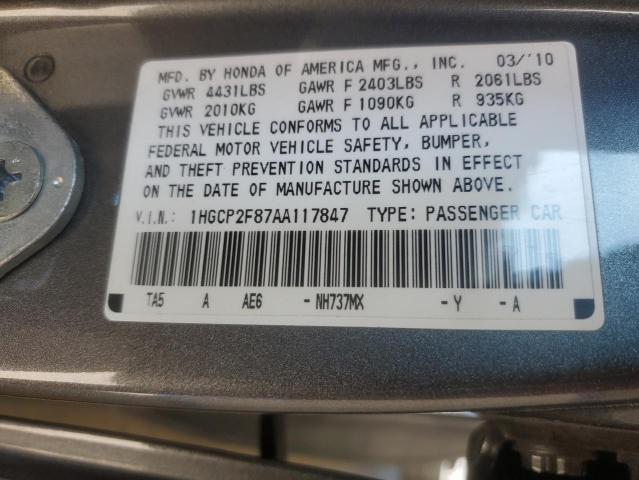 MFD. BY HONDA OF AMERICA MFG., INC. 03/'10
GVWR 4431LBS GAWR F 2403LBS R 2061LBS
GVWR 2010KG GAWR F 1090KG R 935KG
THIS VEHICLE CONFORMS TO ALL APPLICABLE
FEDERAL MOTOR VEHICLE SAFETY, BUMPER,
AND THEFT PREVENTION STANDARDS IN EFFECT
ON THE DATE OF MANUFACTURE SHOWN ABOVE.
V.I.N.: 1HGCP2F87AA117847 TYPE: PASSENGER CAR
TA5 A AE6 - NH737MX - Y - A